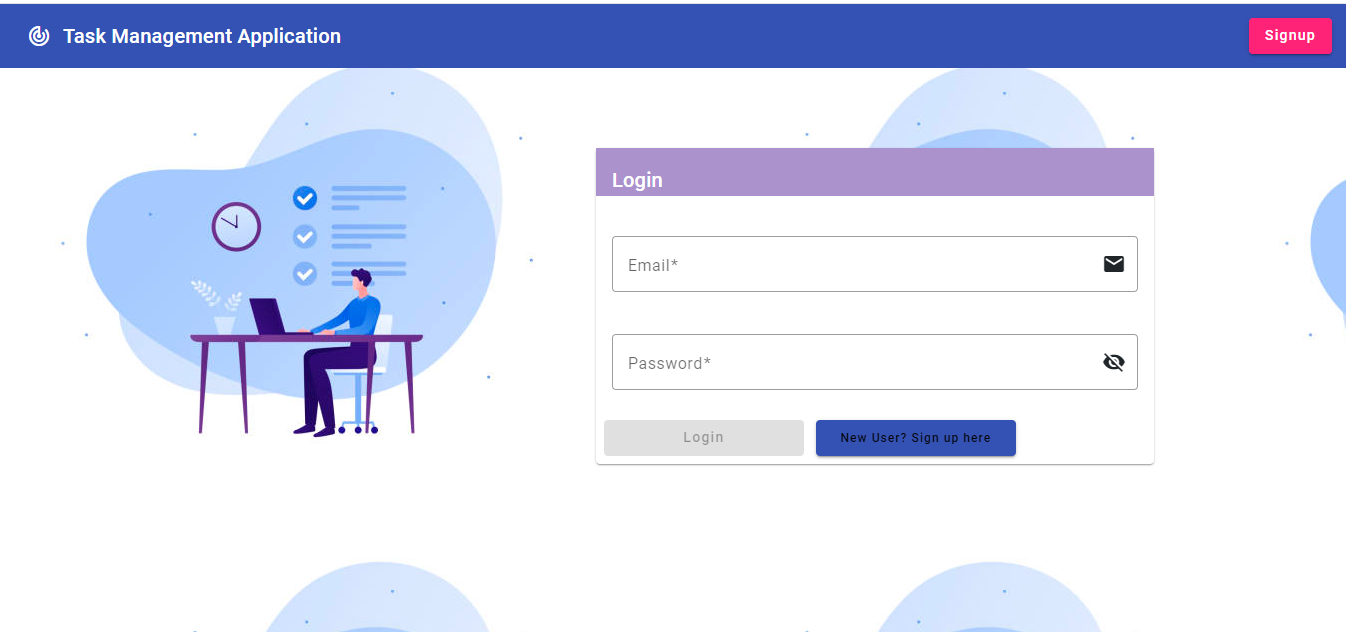 Task Management Application
Signup
Login
Email*
Password*
Login
New User? Sign up here